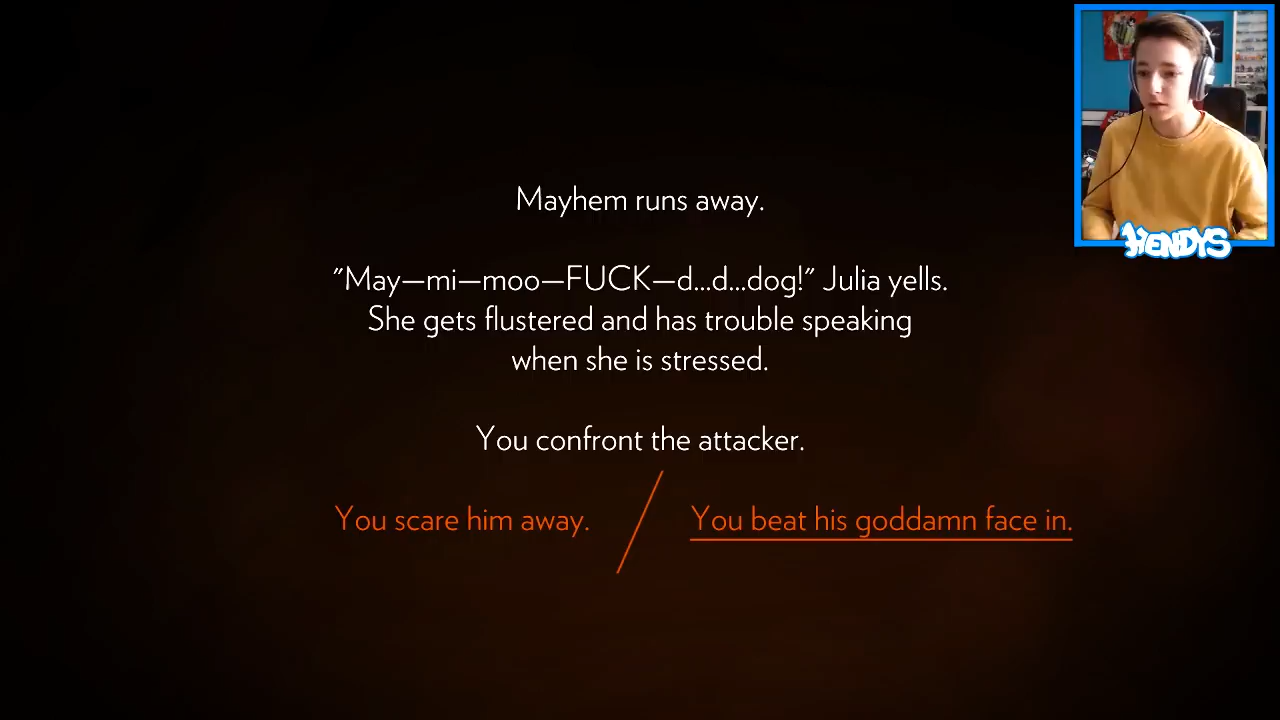 Mayhem runs away.
"May—mi—moo—FUCK—d...d...dog!" Julia yells.
She gets flustered and has trouble speaking
when she is stressed.
You confront the attacker.
You scare him away.
You beat his goddamn face in.
HENDYS